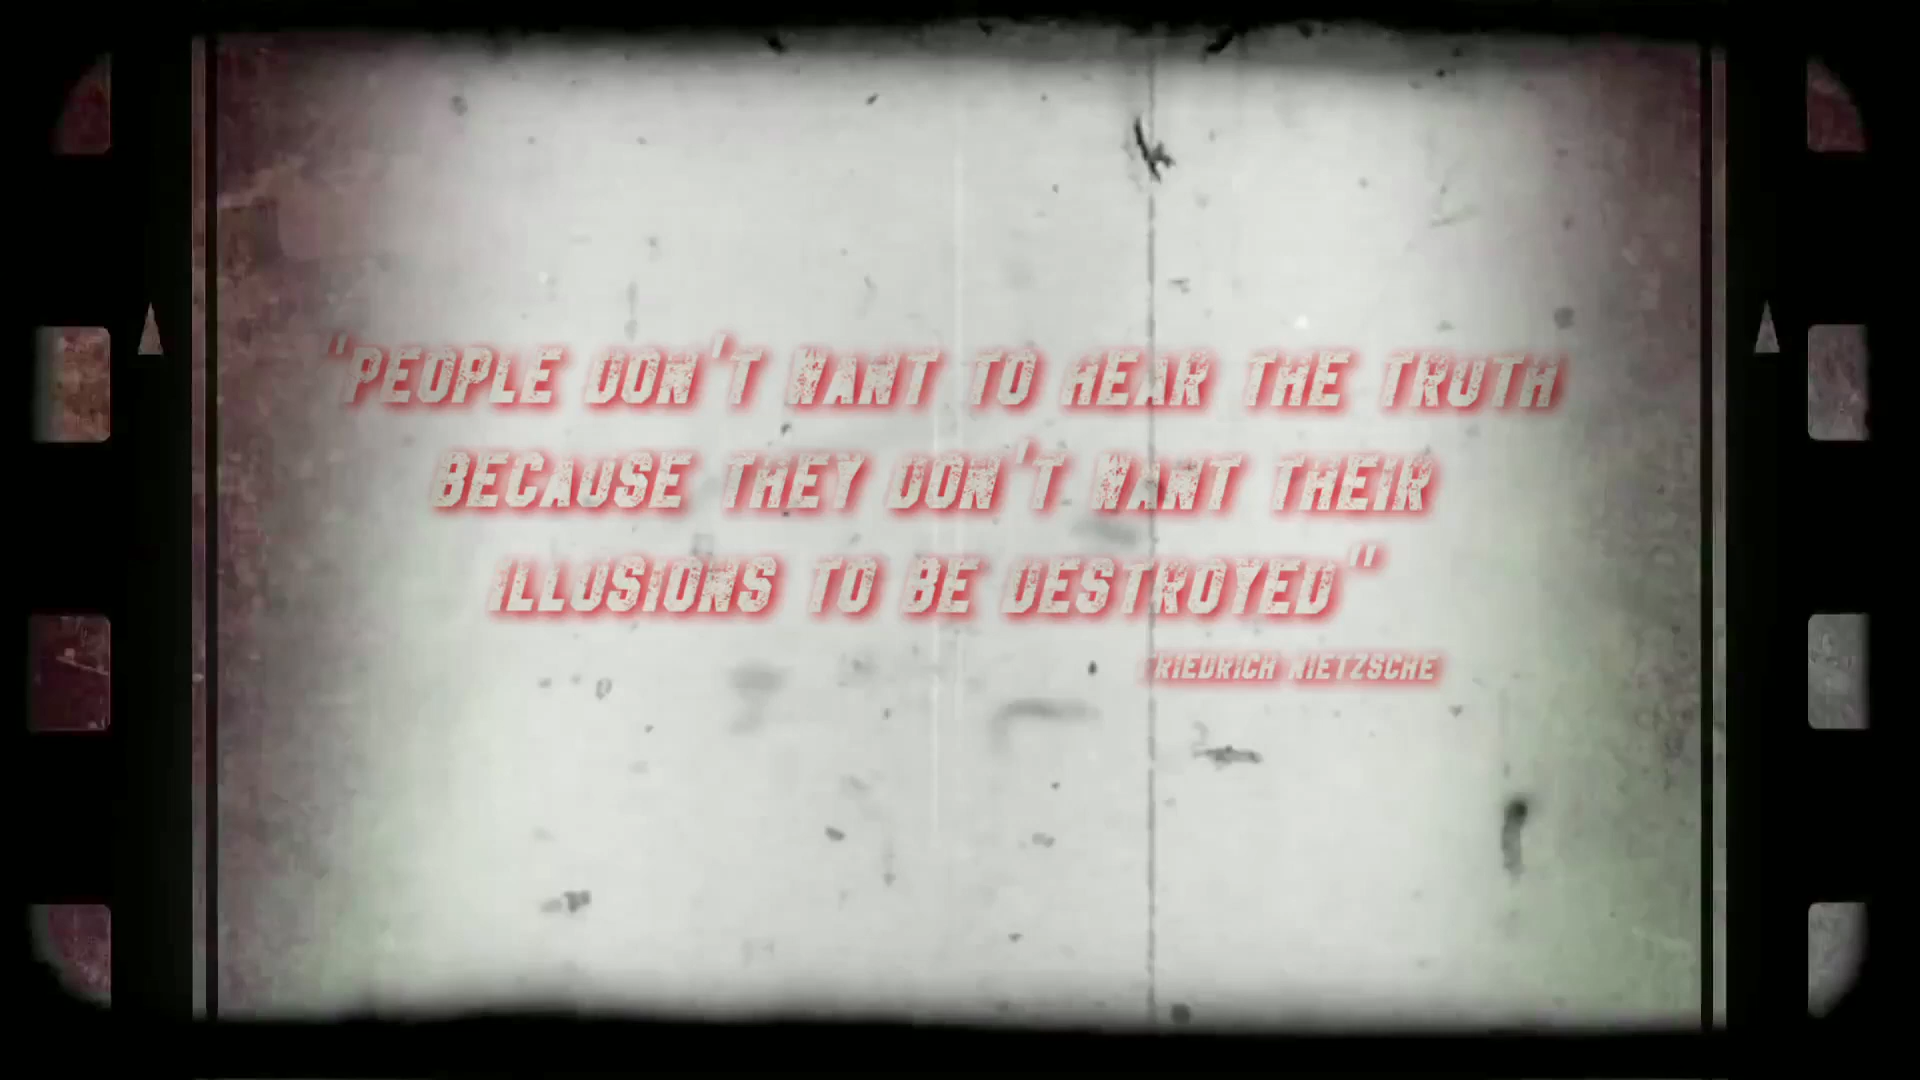 "PEOPLE DON'T WANT TO HEAR THE TRUTH
BECAUSE THEY DON'T WANT THEIR
ILLUSIONS TO BE DESTROYED"
FRIEDRICH NIETZSCHE